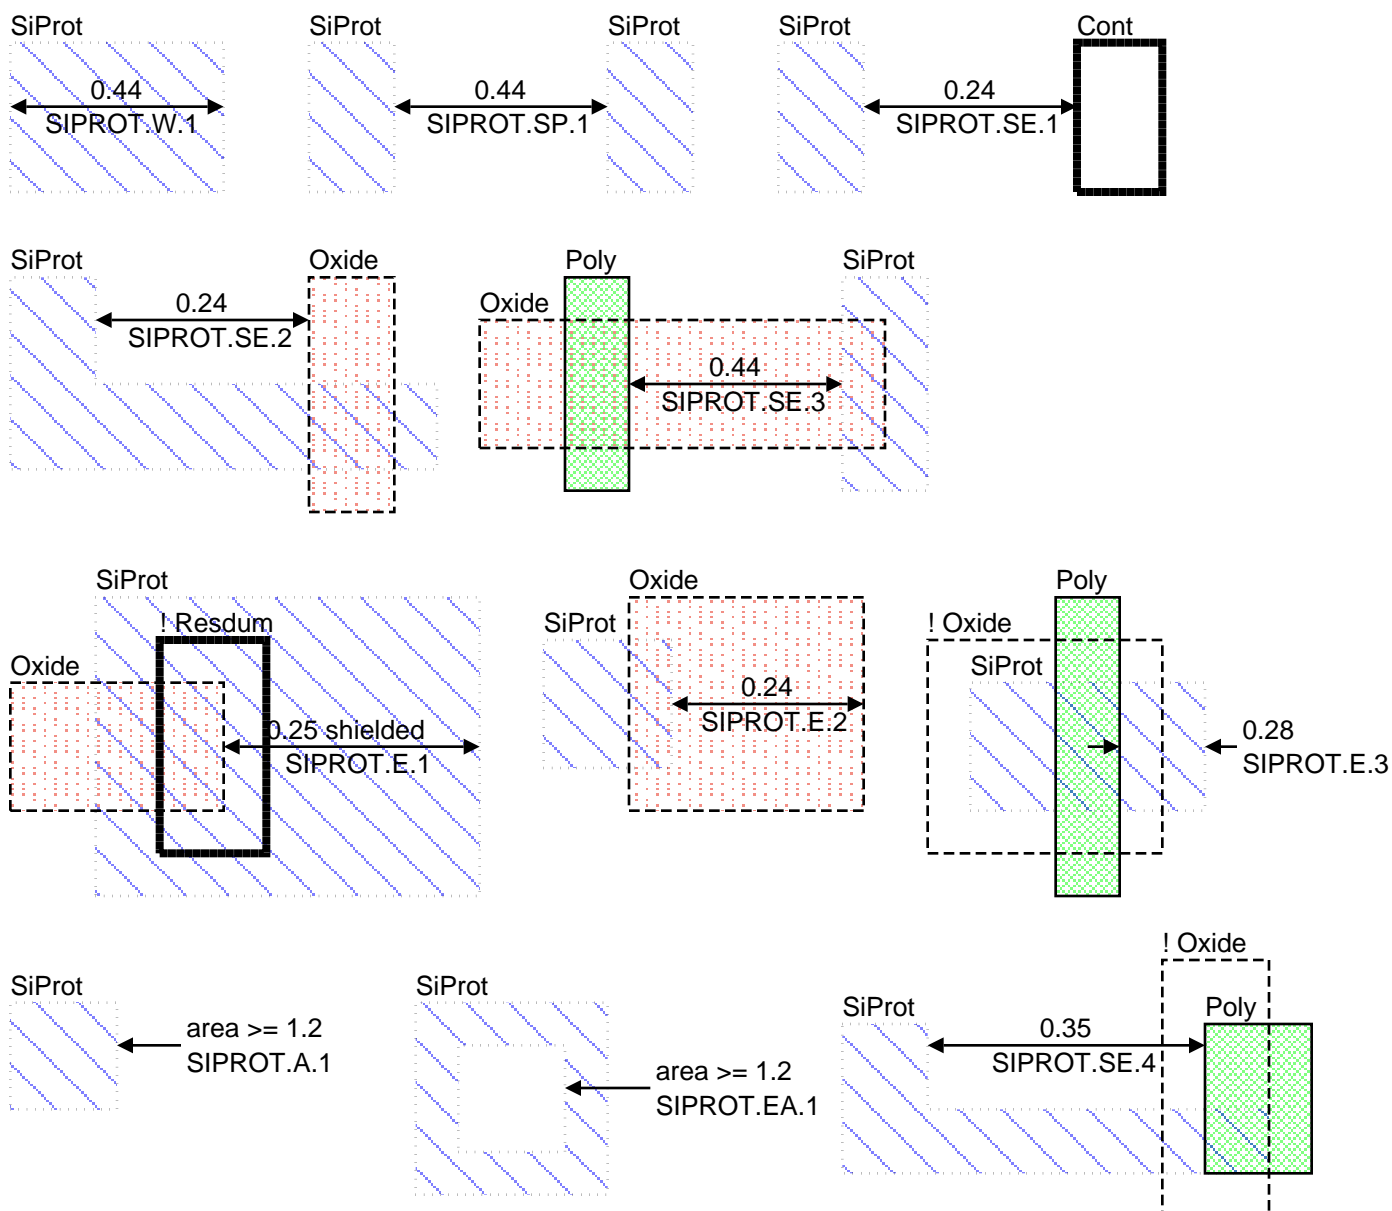 SiProt
SiProt
SiProt
SiProt
Cont
0.44
SIPROT.W.1
0.44
SIPROT.SP.1
0.24
SIPROT.SE.1
SiProt
Oxide
0.24
SIPROT.SE.2
Poly
SiProt
Oxide
0.44
SIPROT.SE.3
SiProt
! Resdum
Oxide
0.25 shielded
SIPROT.E.1
Oxide
SiProt
0.24
SIPROT.E.2
Poly
! Oxide
SiProt
0.28
SIPROT.E.3
SiProt
area >= 1.2
SIPROT.A.1
SiProt
area >= 1.2
SIPROT.EA.1
! Oxide
SiProt
Poly
0.35
SIPROT.SE.4